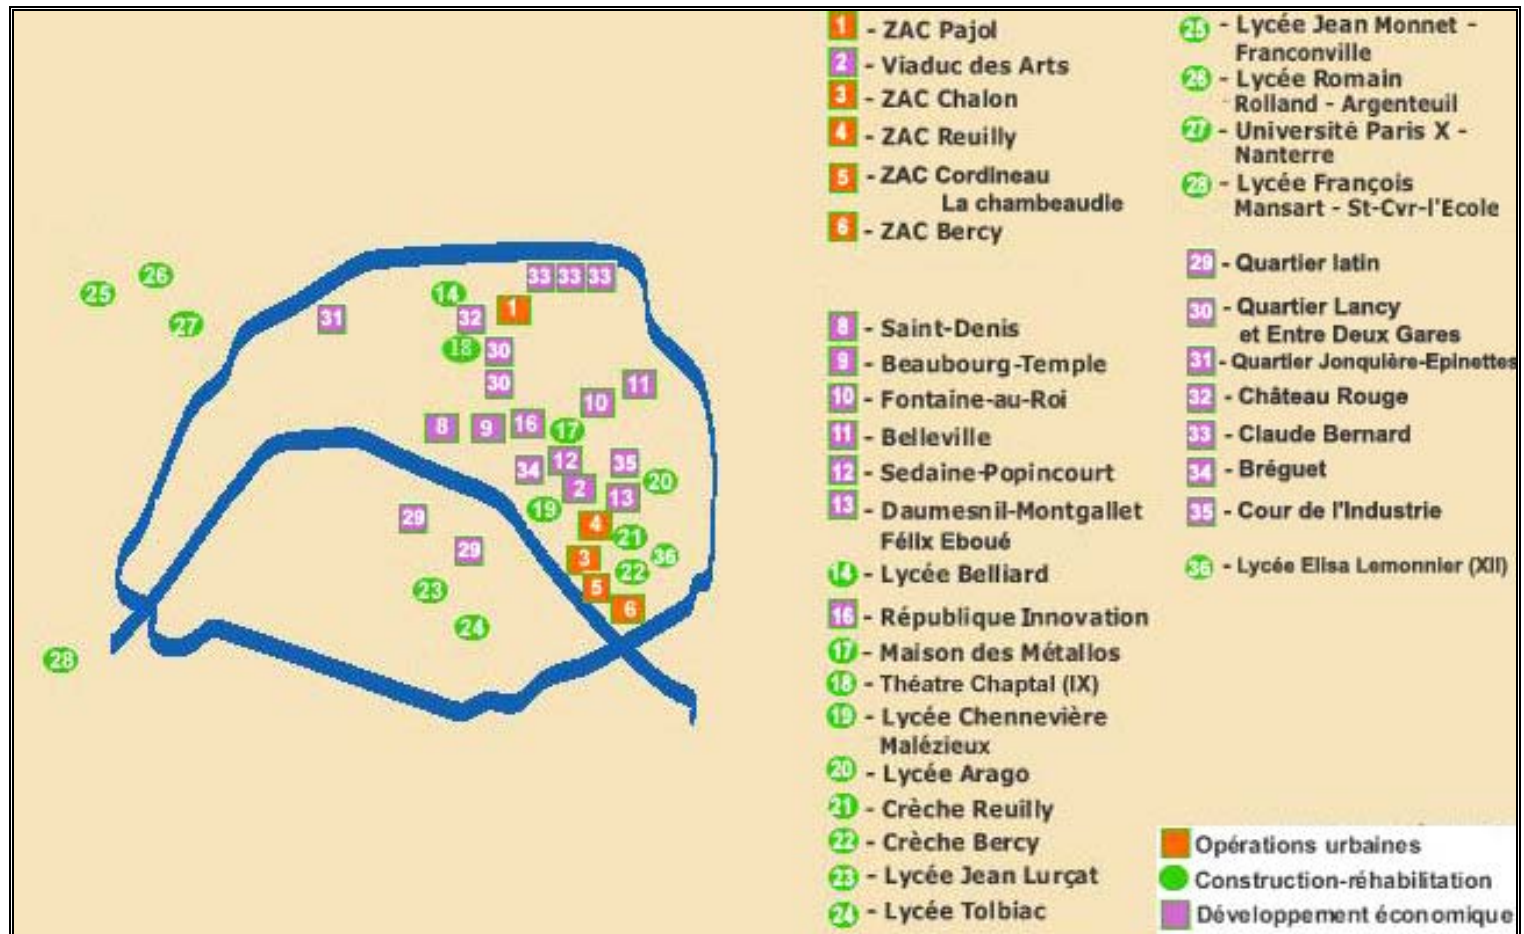 25
26
27
28
31
14
32
18
1
33 33 33
30
30
11
10
8
9
16
17
34
12
35
20
2
13
19
4
21
3
36
22
5
6
29
29
23
24
1 - ZAC Pajol
2 - Viaduc des Arts
3 - ZAC Chalon
4 - ZAC Reuilly
5 - ZAC Cordineau
La chambeaudie
6 - ZAC Bercy
8 - Saint-Denis
9 - Beaubourg-Temple
10 - Fontaine-au-Roi
11 - Belleville
12 - Sedaine-Popincourt
13 - Daumesnil-Montgallet
Félix Eboué
14 - Lycée Belliard
16 - République Innovation
17 - Maison des Métallos
18 - Théatre Chaptal (IX)
19 - Lycée Chennevière
Malézieux
20 - Lycée Arago
21 - Crèche Reuilly
22 - Crèche Bercy
23 - Lycée Jean Lurçat
24 - Lycée Tolbiac
25 - Lycée Jean Monnet -
Franconville
26 - Lycée Romain
Rolland - Argenteuil
27 - Universitè Paris X -
Nanterre
28 - Lycée François
Mansart - St-Cvr-l'Ecole
29 - Quartier latin
30 - Quartier Lancy
et Entre Deux Gares
31 - Quartier Jonquière-Epinettes
32 - Château Rouge
33 - Claude Bernard
34 - Bréguet
35 - Cour de l'Industrie
36 - Lycée Elisa Lemonnier (XII)
Opérations urbaines
Construction-réhabilitation
Développement économique